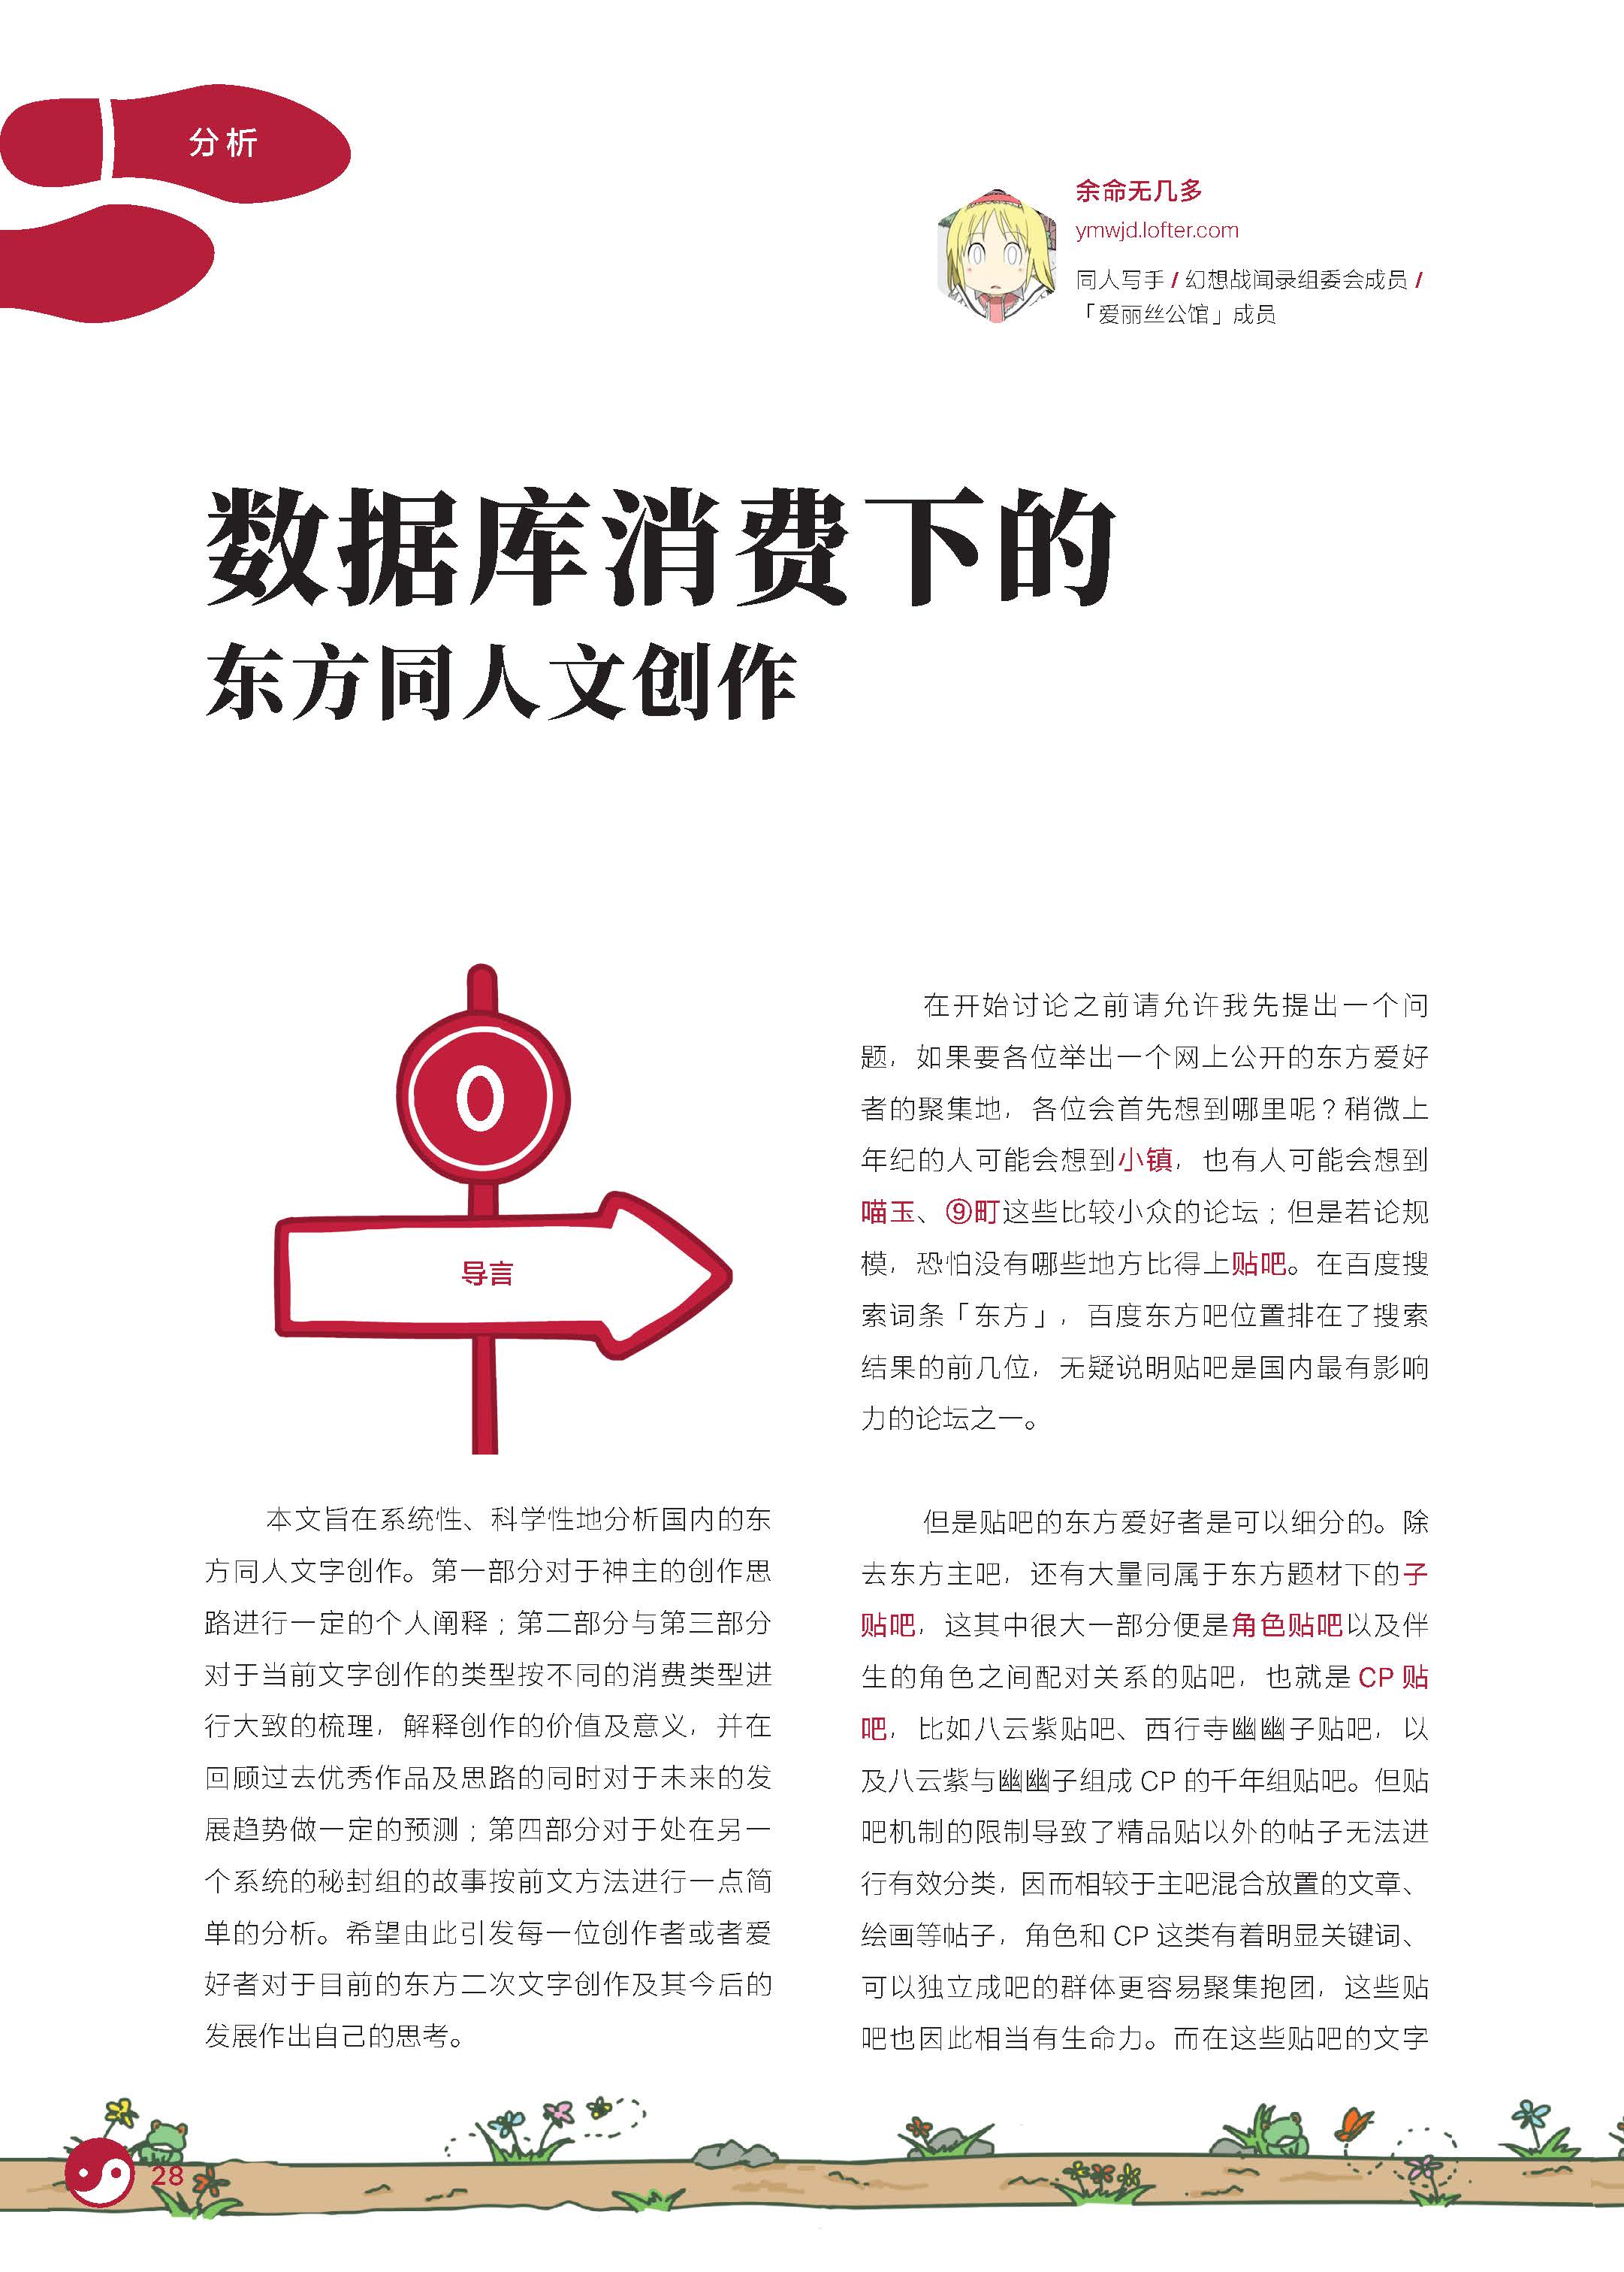 分析
余命无几多
ymwjd.lofter.com
同人写手 / 幻想战闻录组委会成员 /
「爱丽丝公馆」成员
数据库消费下的
东方同人文创作
0
导言
本文旨在系统性、科学性地分析国内的东
方同人文字创作。第一部分对于神主的创作思
路进行一定的个人阐释；第二部分与第三部分
对于当前文字创作的类型按不同的消费类型进
行大致的梳理，解释创作的价值及意义，并在
回顾过去优秀作品及思路的同时对于未来的发
展趋势做一定的预测；第四部分对于处在另一
个系统的秘封组的故事按前文方法进行一点简
单的分析。希望由此引发每一位创作者或者爱
好者对于目前的东方二次文字创作及其今后的
发展作出自己的思考。
在开始讨论之前请允许我先提出一个问
题，如果要各位举出一个网上公开的东方爱好
者的聚集地，各位会首先想到哪里呢？稍微上
年纪的人可能会想到小镇，也有人可能会想到
喵玉、⑨町这些比较小众的论坛；但是若论规
模，恐怕没有哪些地方比得上贴吧。在百度搜
索词条「东方」，百度东方吧位置排在了搜索
结果的前几位，无疑说明贴吧是国内最有影响
力的论坛之一。
但是贴吧的东方爱好者是可以细分的。除
去东方主吧，还有大量同属于东方题材下的子
贴吧，这其中很大一部分便是角色贴吧以及伴
生的角色之间配对关系的贴吧，也就是 CP 贴
吧，比如八云紫贴吧、西行寺幽幽子贴吧，以
及八云紫与幽幽子组成 CP 的千年组贴吧。但贴
吧机制的限制导致了精品贴以外的帖子无法进
行有效分类，因而相较于主吧混合放置的文章、
绘画等帖子，角色和 CP 这类有着明显关键词、
可以独立成吧的群体更容易聚集抱团，这些贴
吧也因此相当有生命力。而在这些贴吧的文字
28